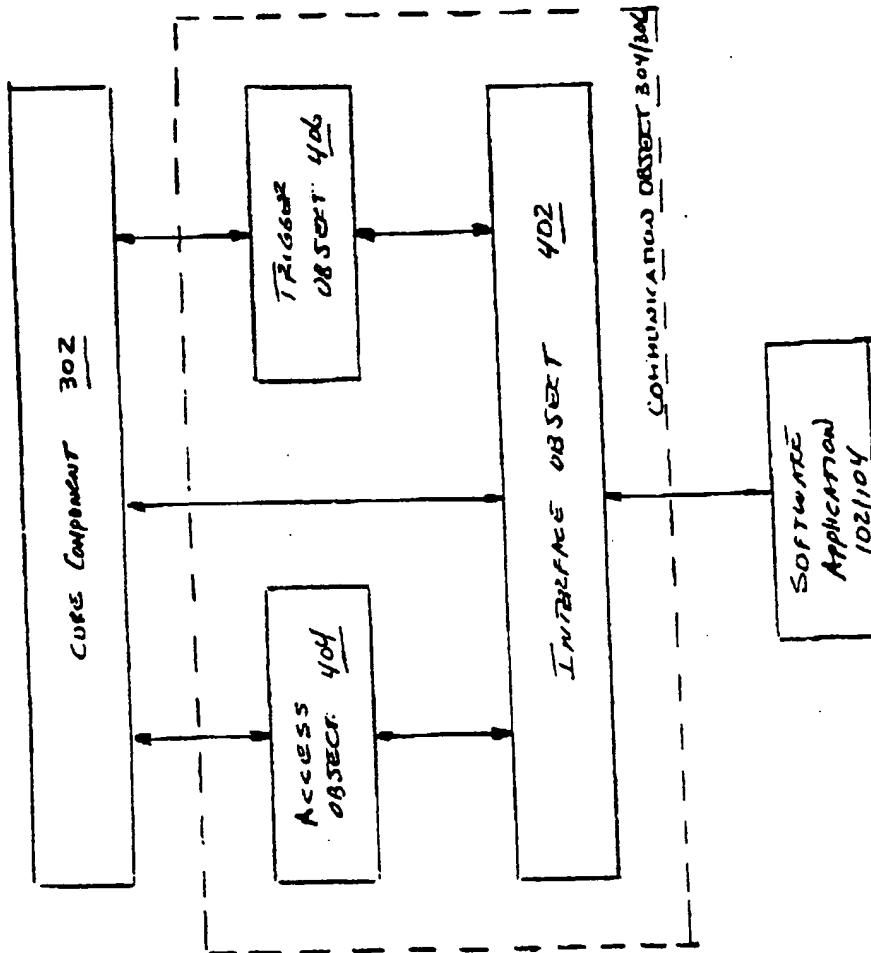 CORE COMPONENT 302
ACCESS
OBJECT 404
TRIGGER
OBJECT 406
INTERFACE OBJECT 402
COMMUNICATION OBJECT 304/306
SOFTWARE
APPLICATION
102/104